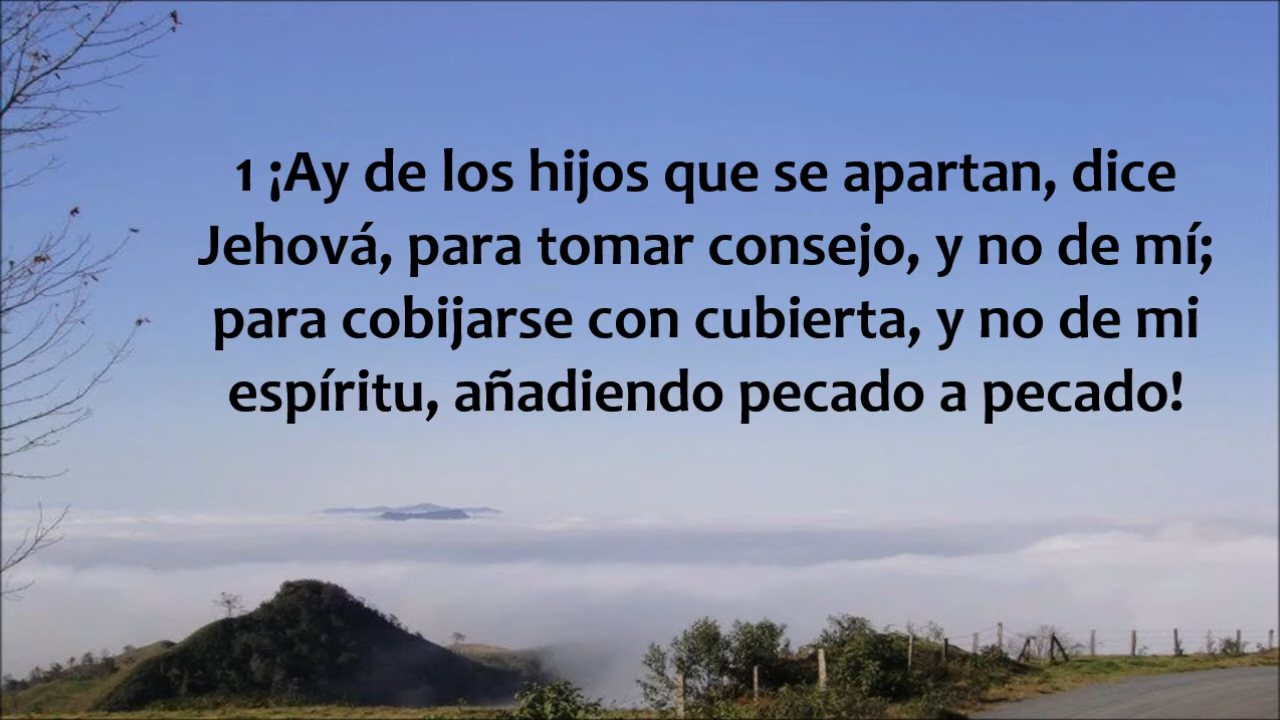 1 ¡Ay de los hijos que se apartan, dice
Jehová, para tomar consejo, y no de mí;
para cobijarse con cubierta, y no de mi
espíritu, añadiendo pecado a pecado!